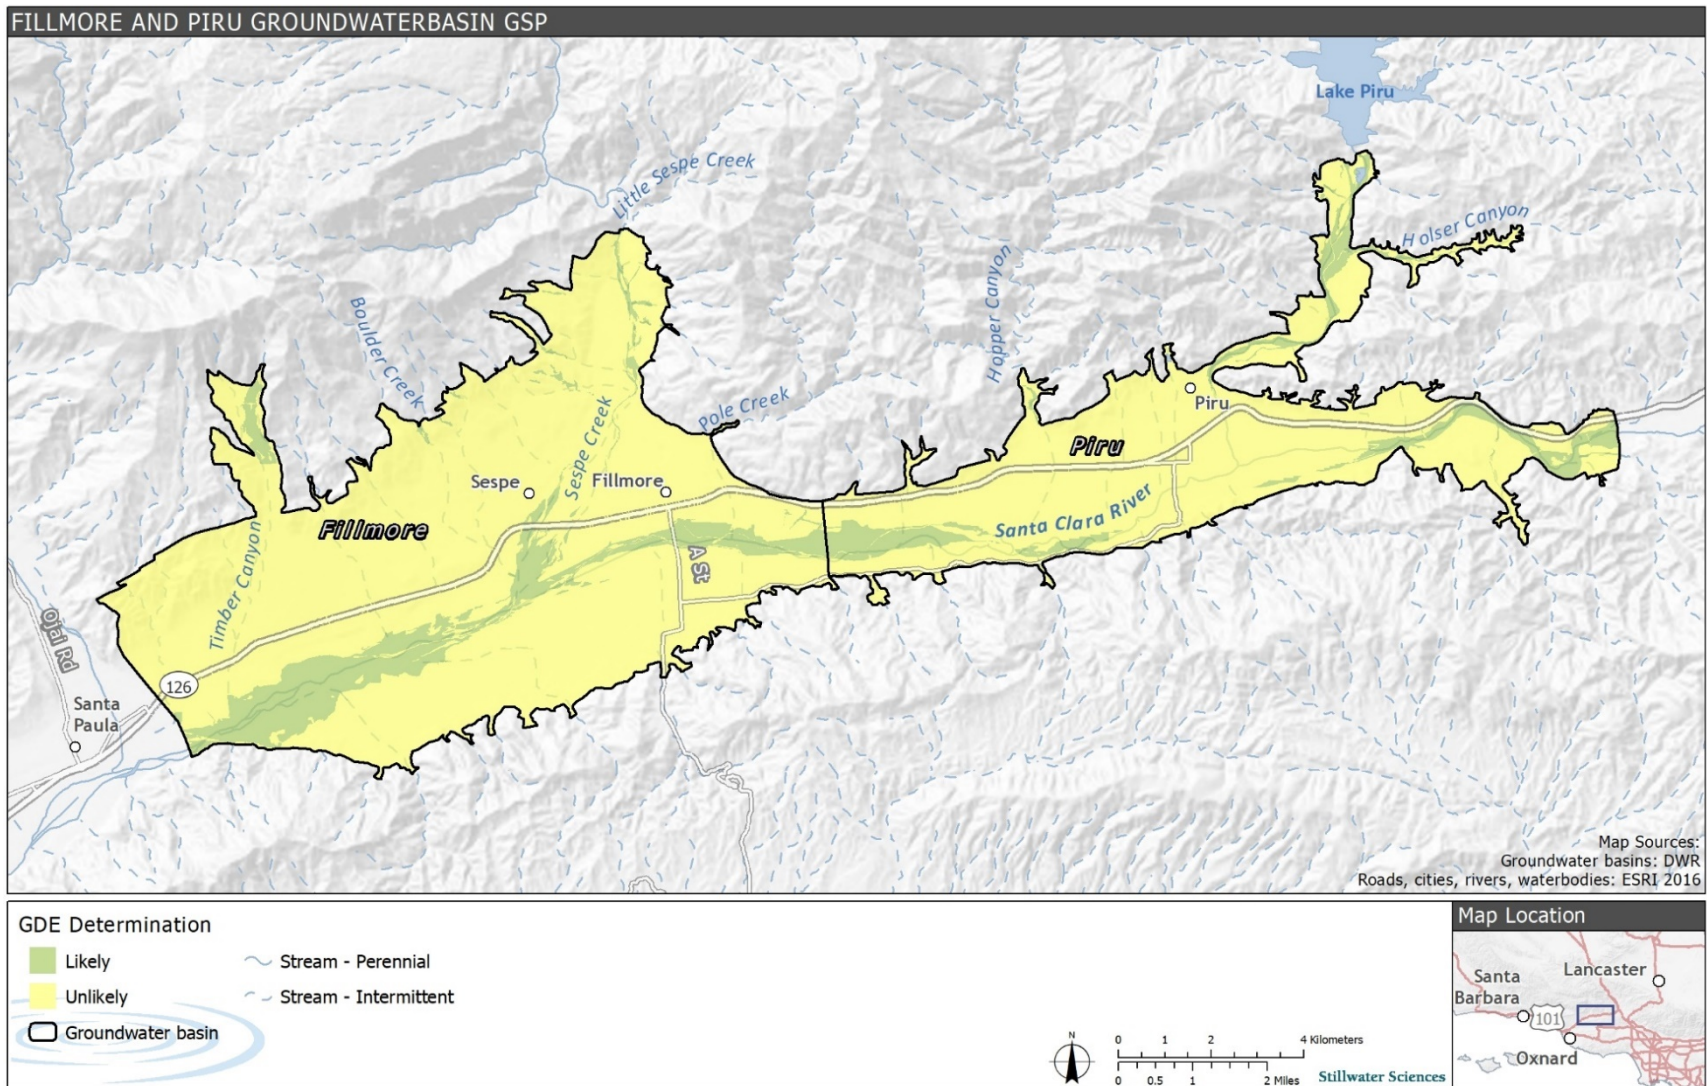 FILLMORE AND PIRU GROUNDWATERBASIN GSP
Lake Piru
Little Sespe Creek
Holser Canyon
Hopper Canyon
Boulder Creek
Pole Creek
Piru
Piru
Sespe Creek
Sespe
Fillmore
Fillmore
Santa Clara River
A St
Timber Canyon
Ojai Rd
126
Santa
Paula
Map Sources:
Groundwater basins: DWR
Roads, cities, rivers, waterbodies: ESRI 2016
GDE Determination
Likely
Unlikely
Groundwater basin
Stream - Perennial
Stream - Intermittent
N
0 1 2 4 Kilometers
0 0.5 1 2 Miles
Stillwater Sciences
Map Location
Santa
Barbara
Lancaster
101
Oxnard